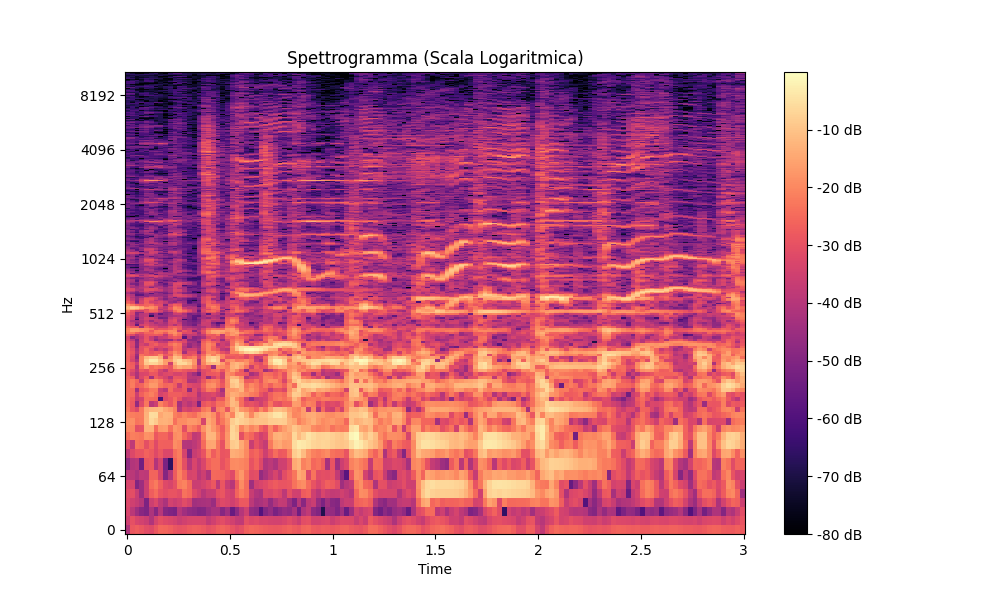 Spettrogramma (Scala Logaritmica)
8192
4096
2048
1024
512
256
128
64
0
Hz
0
0.5
1
1.5
2
2.5
3
Time
-10 dB
-20 dB
-30 dB
-40 dB
-50 dB
-60 dB
-70 dB
-80 dB